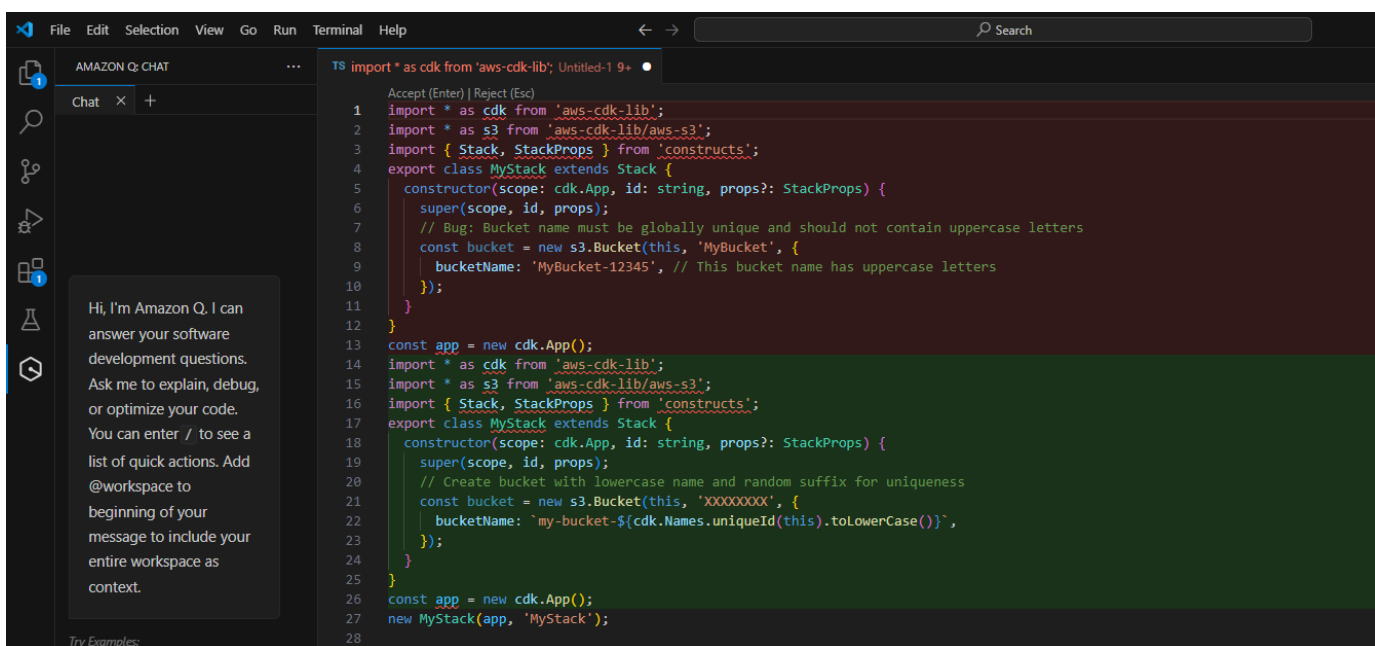 File Edit Selection View Go Run Terminal Help
Search
AMAZON Q: CHAT
Chat
Hi, I'm Amazon Q. I can
answer your software
development questions.
Ask me to explain, debug,
or optimize your code.
You can enter / to see a
list of quick actions. Add
@workspace to
beginning of your
message to include your
entire workspace as
context.
Try Examples:
TS import * as cdk from 'aws-cdk-lib'; Untitled-1 9+
Accept (Enter) | Reject (Esc)
1 import * as cdk from 'aws-cdk-lib';
2 import * as s3 from 'aws-cdk-lib/aws-s3';
3 import { Stack, StackProps } from 'constructs';
4 export class MyStack extends Stack {
5 constructor(scope: cdk.App, id: string, props?: StackProps) {
6 super(scope, id, props);
7 // Bug: Bucket name must be globally unique and should not contain uppercase letters
8 const bucket = new s3.Bucket(this, 'MyBucket', {
9 bucketName: 'MyBucket-12345', // This bucket name has uppercase letters
10 });
11 }
12 }
13 const app = new cdk.App();
14 import * as cdk from 'aws-cdk-lib';
15 import * as s3 from 'aws-cdk-lib/aws-s3';
16 import { Stack, StackProps } from 'constructs';
17 export class MyStack extends Stack {
18 constructor(scope: cdk.App, id: string, props?: StackProps) {
19 super(scope, id, props);
20 // Create bucket with lowercase name and random suffix for uniqueness
21 const bucket = new s3.Bucket(this, 'XXXXXXXX', {
22 bucketName: `my-bucket-${cdk.Names.uniqueId(this).toLowerCase()}`,
23 });
24 }
25 }
26 const app = new cdk.App();
27 new MyStack(app, 'MyStack');
28
1
1